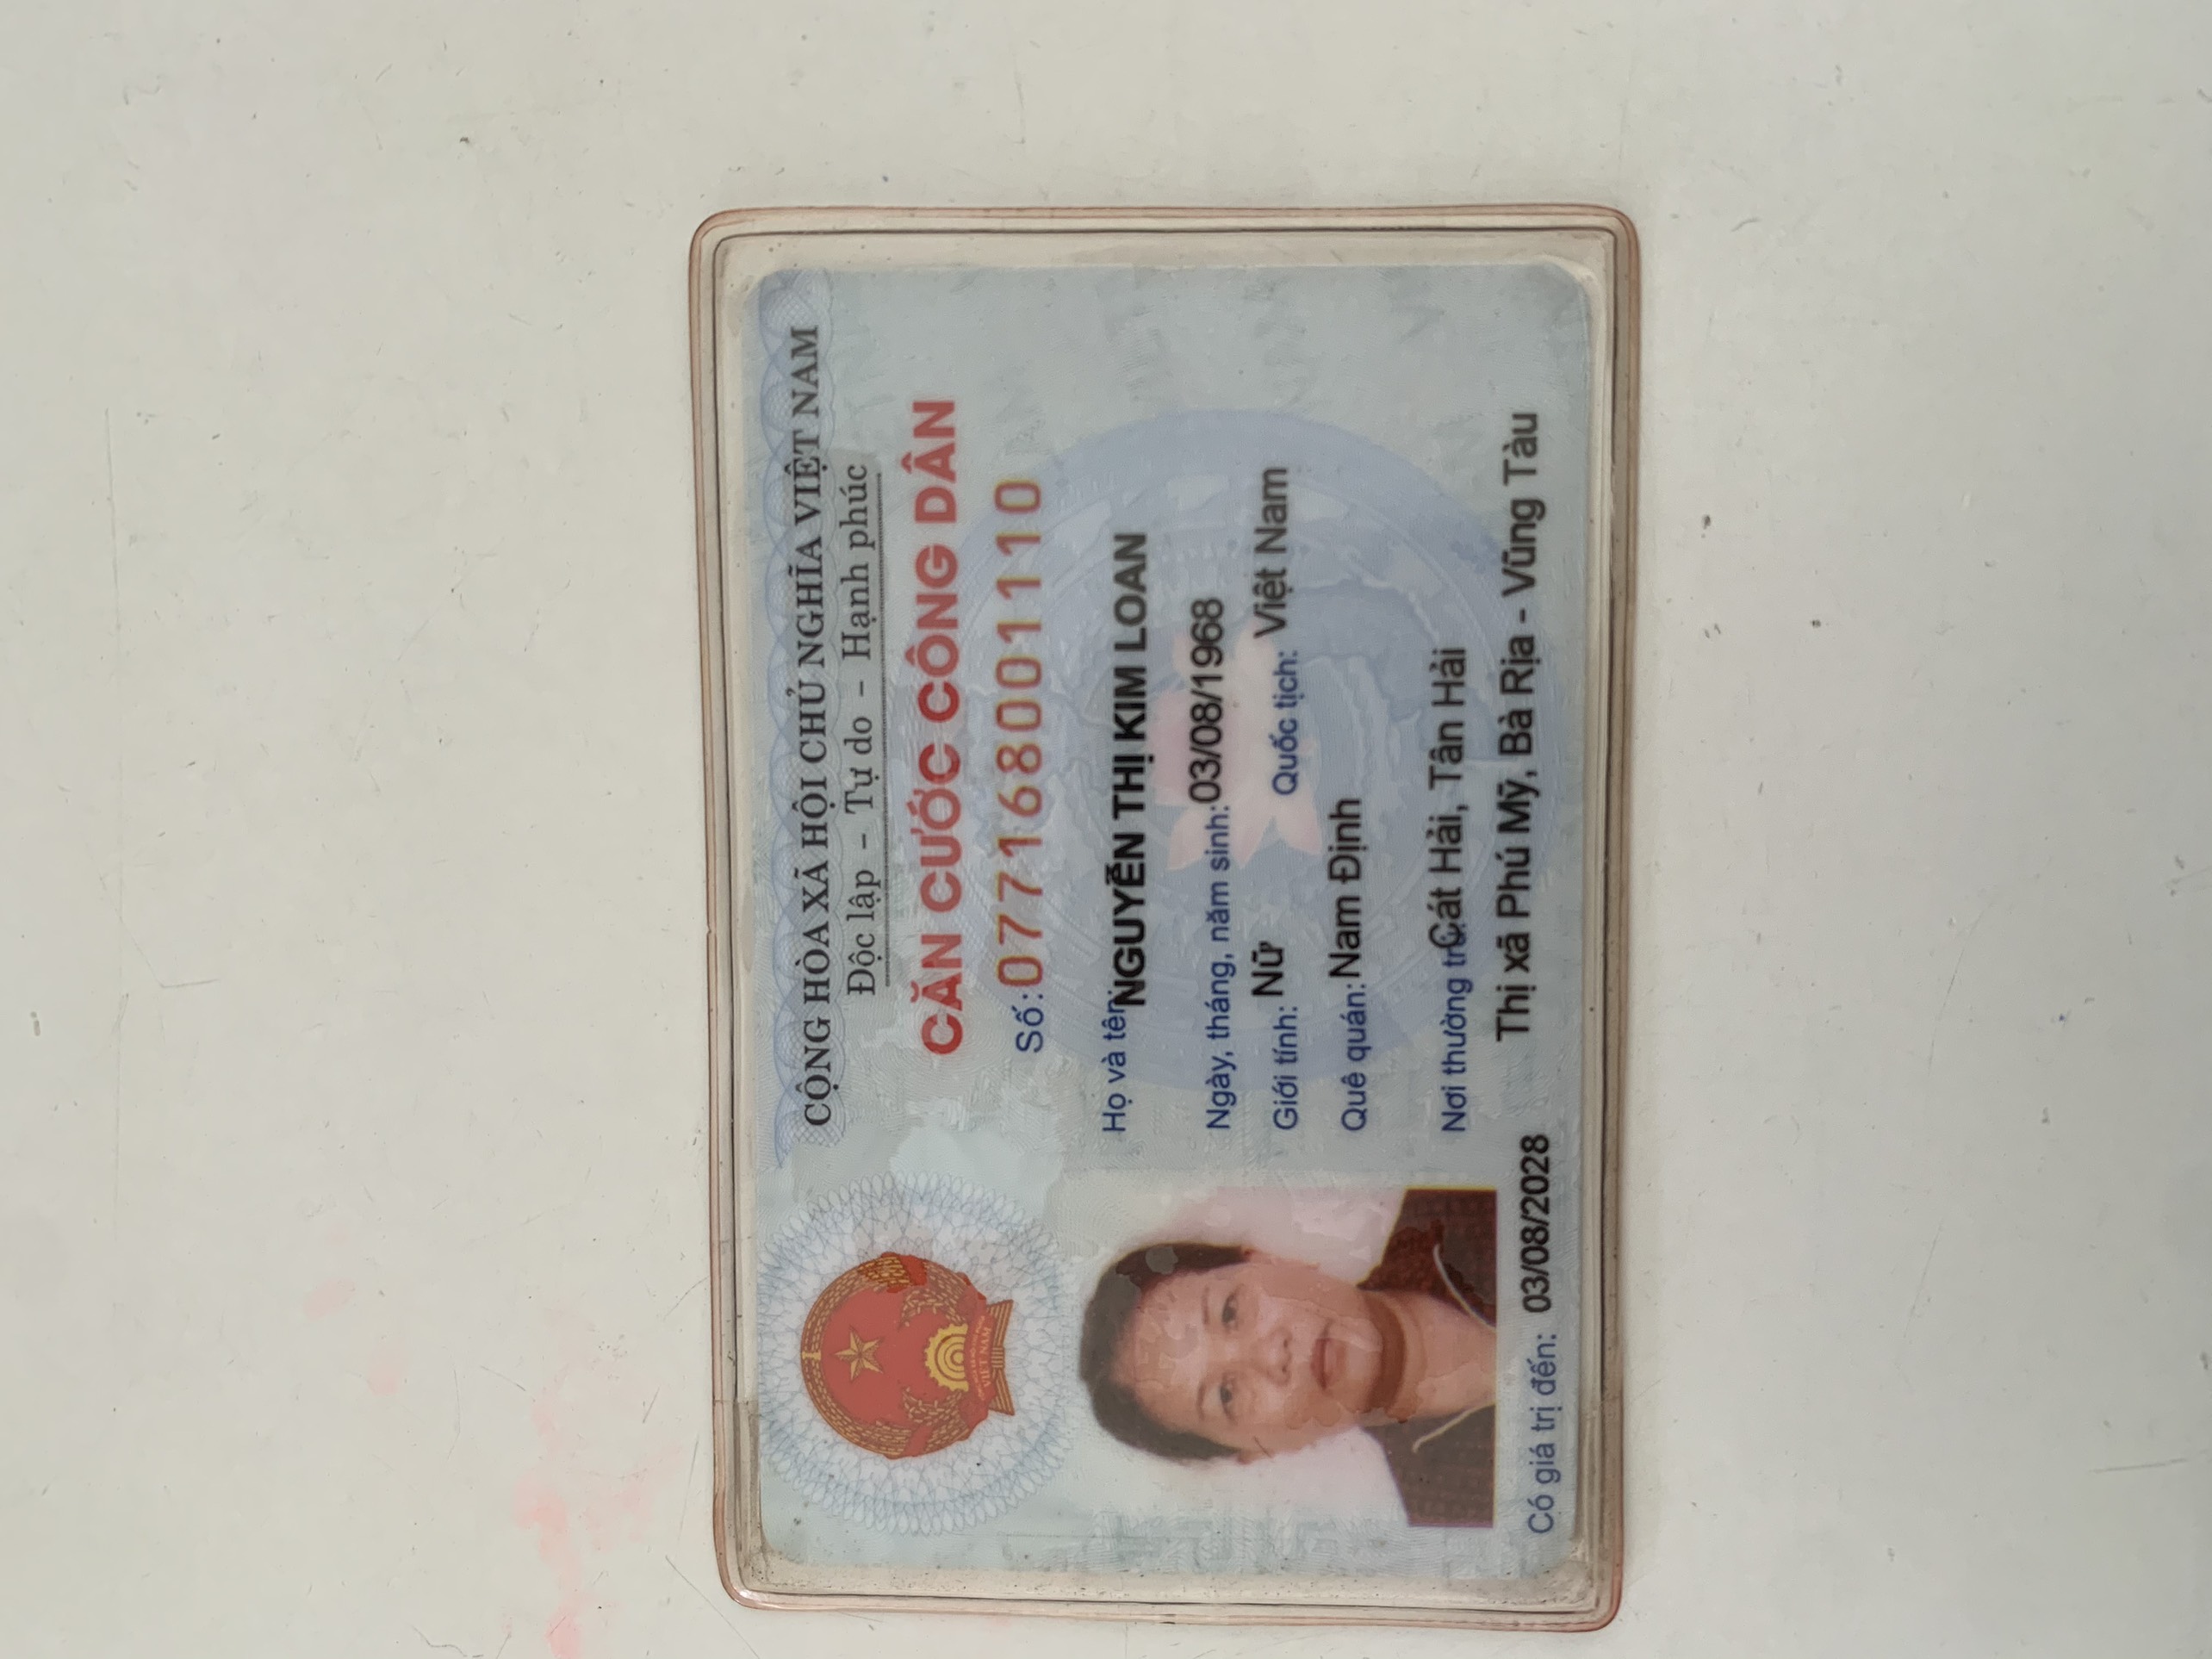 CỘNG HÒA XÃ HỘI CHỦ NGHĨA VIỆT NAM
Độc lập – Tự do – Hạnh phúc
CĂN CƯỚC CÔNG DÂN
Số: 077168001110
Họ và tên: NGUYỄN THỊ KIM LOAN
Ngày, tháng, năm sinh: 03/08/1968
Giới tính: Nữ Quốc tịch: Việt Nam
Quê quán: Nam Định
Nơi thường trú: Cát Hải, Tân Hải
Thị xã Phú Mỹ, Bà Rịa - Vũng Tàu
Có giá trị đến: 03/08/2028
VIỆT NAM